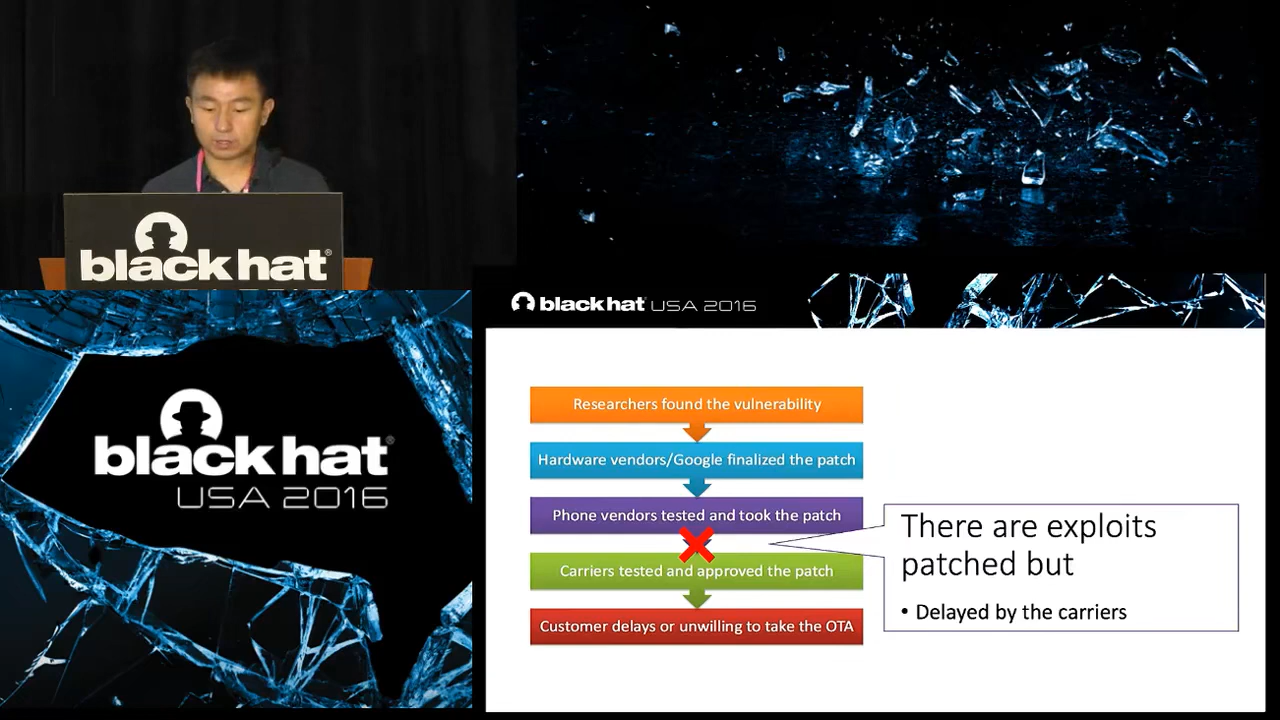 black hat®
black hat®
USA 2016
black hat® USA 2016
Researchers found the vulnerability
Hardware vendors/Google finalized the patch
Phone vendors tested and took the patch
Carriers tested and approved the patch
Customer delays or unwilling to take the OTA
There are exploits
patched but
• Delayed by the carriers